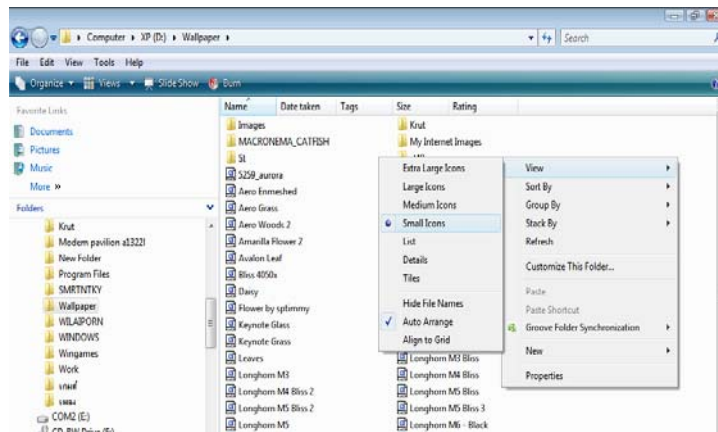 Computer ▸ XP (D:) ▸ Wallpaper ▸
Search
File Edit View Tools Help
Organize Views Slide Show Burn
Favorite Links
Documents
Pictures
Music
More »
Folders
Krut
Modem pavilion a1322l
New Folder
Program Files
SMRTNTKY
Wallpaper
WILAIPORN
WINDOWS
Wingames
Work
เกมส์
COM2 (E:)
CD-RW Drive (F:)
Name Date taken Tags Size Rating
Images
MACRONEMA_CATFISH
St
5259_aurora
Aero Enmeshed
Aero Grass
Aero Woods 2
Amarilla Flower 2
Avalon Leaf
Bliss 4050s
Daisy
Flower by sptimmy
Keynote Glass
Keynote Grass
Leaves
Longhorn M3
Longhorn M4 Bliss 2
Longhorn M5 Bliss 2
Longhorn M5
Krut
My Internet Images
Longhorn M3 Bliss
Longhorn M4 Bliss
Longhorn M5 Bliss
Longhorn M5 Bliss 3
Longhorn M6 - Black
Extra Large Icons
Large Icons
Medium Icons
Small Icons
List
Details
Tiles
Hide File Names
Auto Arrange
Align to Grid
View
Sort By
Group By
Stack By
Refresh
Customize This Folder...
Paste
Paste Shortcut
Groove Folder Synchronization
New
Properties